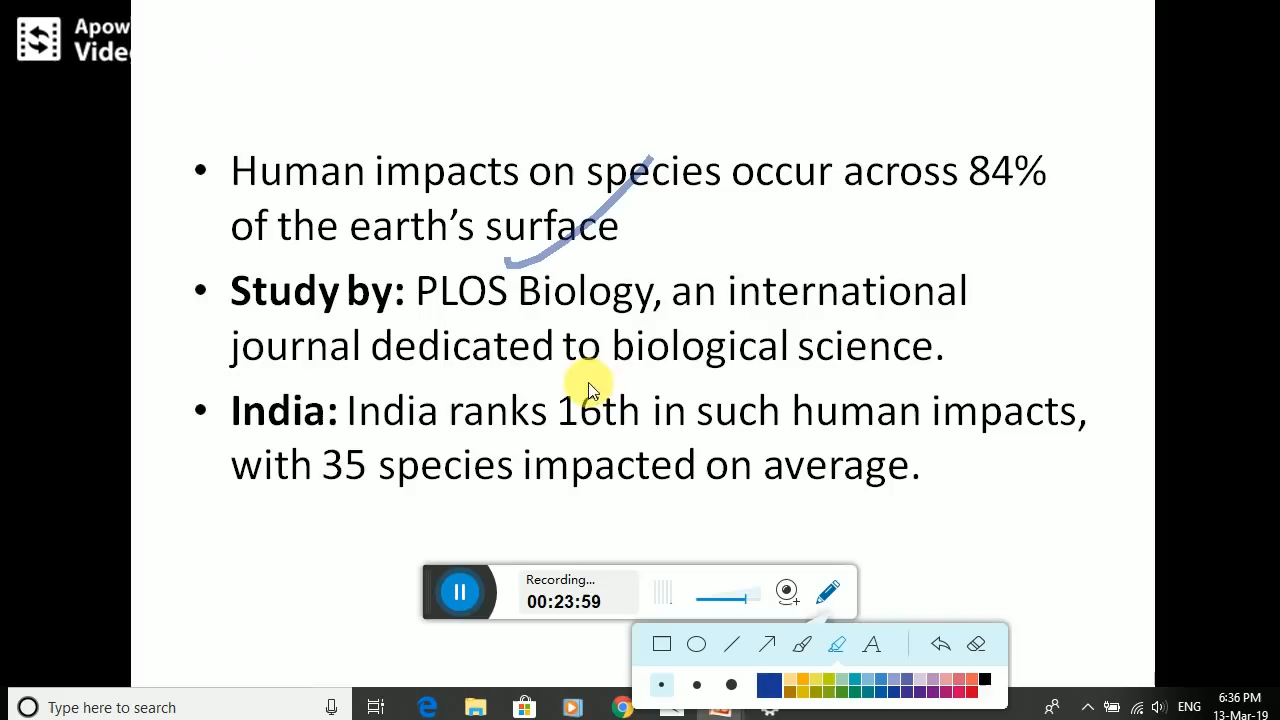 Apow
Video
• Human impacts on species occur across 84%
of the earth's surface
• Study by: PLOS Biology, an international
journal dedicated to biological science.
• India: India ranks 16th in such human impacts,
with 35 species impacted on average.
Recording...
00:23:59
A
Type here to search
ENG
6:36 PM
13-Mar-19